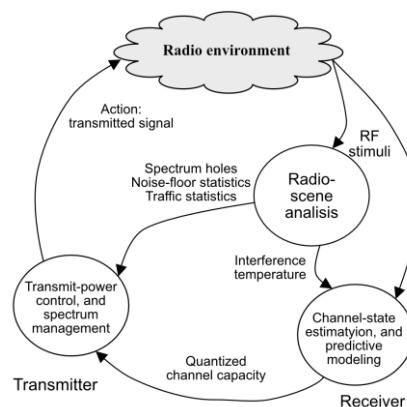 Radio environment
Action:
transmitted signal
RF
stimuli
Spectrum holes
Noise-floor statistics
Traffic statistics
Radio-
scene
analisis
Interference
temperature
Transmit-power
control, and
spectrum
management
Channel-state
estimatyion, and
predictive
modeling
Quantized
channel capacity
Transmitter
Receiver